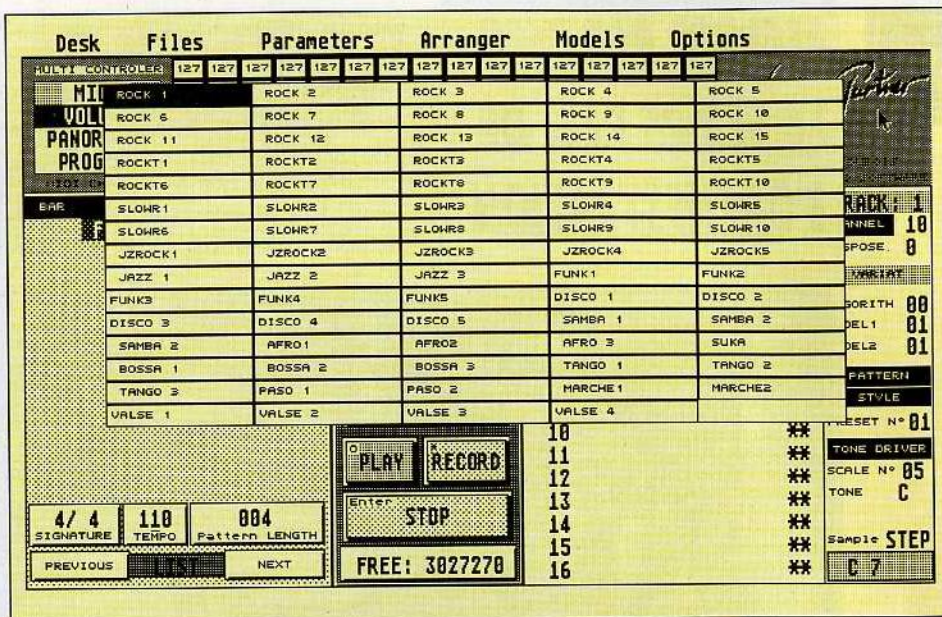 Desk Files Parameters Arranger Models Options
MULTI CONTROLER 127 127 127 127 127 127 127 127 127 127 127 127 127 127 127 127
ROCK 1 ROCK 2 ROCK 3 ROCK 4 ROCK 5
VOLU ROCK 6 ROCK 7 ROCK 8 ROCK 9 ROCK 10
PANOR ROCK 11 ROCK 12 ROCK 13 ROCK 14 ROCK 15
PROG ROCKT1 ROCKT2 ROCKT3 ROCKT4 ROCKT5
ROCKT6 ROCKT7 ROCKT8 ROCKT9 ROCKT10
BAR SLOWR1 SLOWR2 SLOWR3 SLOWR4 SLOWR5 RACK: 1
SLOWR6 SLOWR7 SLOWR8 SLOWR9 SLOWR10 ANNEL 10
JZROCK1 JZROCK2 JZROCK3 JZROCK4 JZROCK5 SPOSE. 0
JAZZ 1 JAZZ 2 JAZZ 3 FUNK1 FUNK2 VARIAT
FUNK3 FUNK4 FUNK5 DISCO 1 DISCO 2 GORITH 00
DISCO 3 DISCO 4 DISCO 5 SAMBA 1 SAMBA 2 DEL1 01
SAMBA 2 AFRO1 AFRO2 AFRO 3 SUKA DEL2 01
BOSSA 1 BOSSA 2 BOSSA 3 TANGO 1 TANGO 2 PATTERN
TANGO 3 PASO 1 PASO 2 MARCHE1 MARCHE2 STYLE
VALSE 1 VALSE 2 VALSE 3 VALSE 4 RESET N° 01
10 **
PLAY RECORD 11 ** TONE DRIVER
12 ** SCALE N° 05
Enter STOP 13 ** TONE C
4/ 4 110 004 14 **
SIGNATURE TEMPO Pattern LENGTH 15 ** Sample STEP
PREVIOUS LIST NEXT FREE: 3027270 16 ** C 7